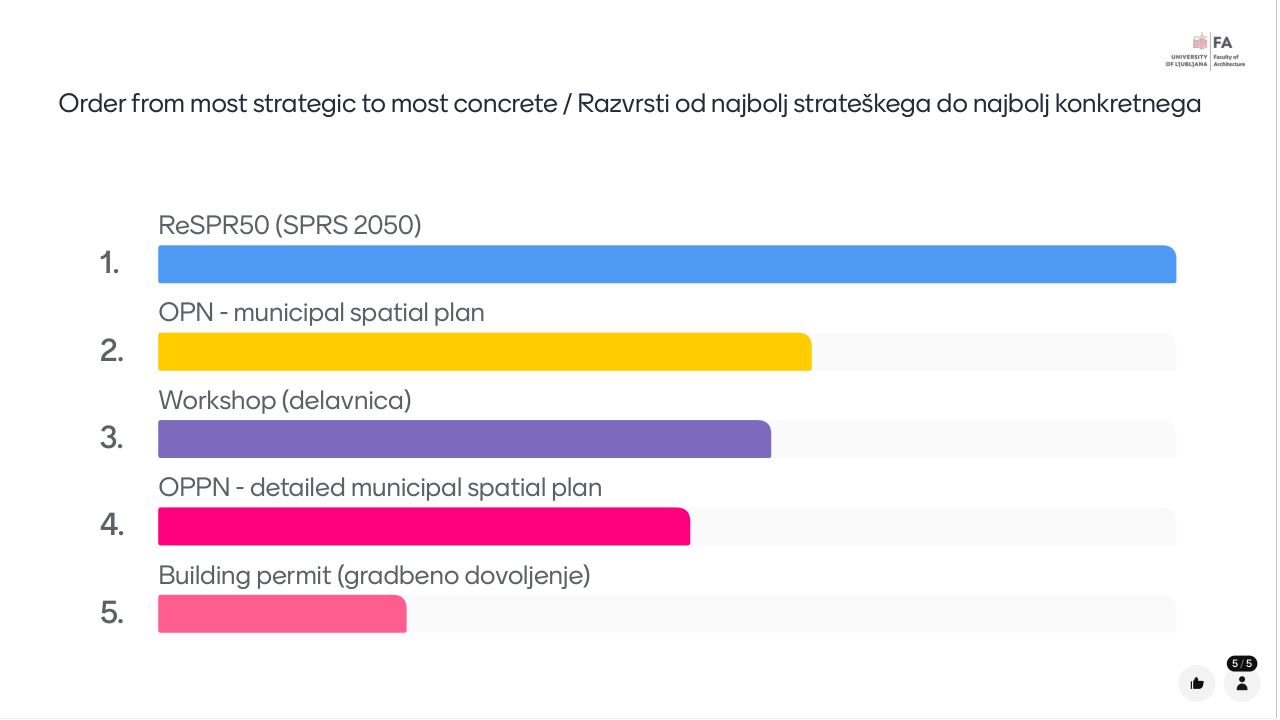 UNIVERSITY
OF LJUBLJANA
FA
Faculty of
Architecture
Order from most strategic to most concrete / Razvrsti od najbolj strateškega do najbolj konkretnega
ReSPR50 (SPRS 2050)
1.
OPN - municipal spatial plan
2.
Workshop (delavnica)
3.
OPPN - detailed municipal spatial plan
4.
Building permit (gradbeno dovoljenje)
5.
5 / 5